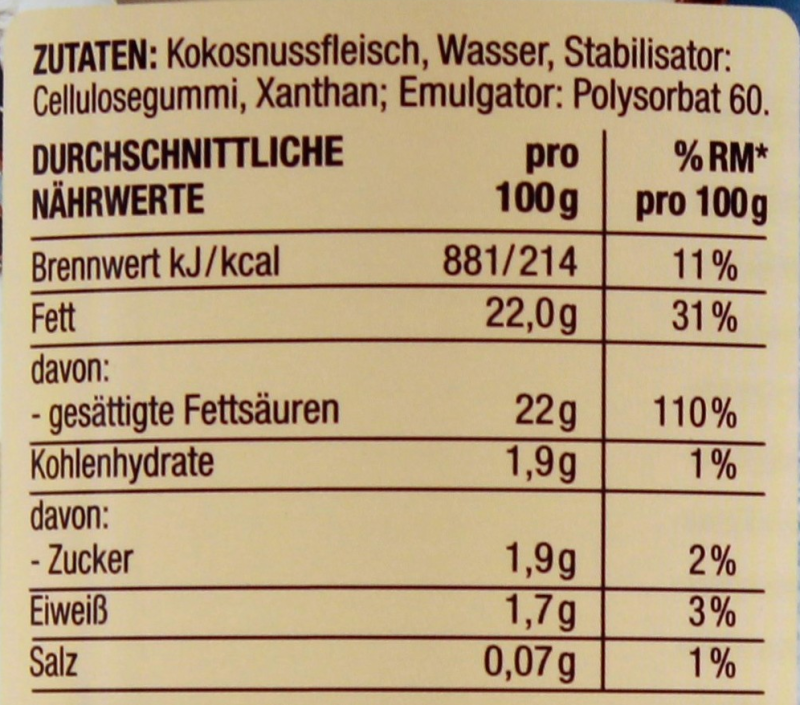 ZUTATEN: Kokosnussfleisch, Wasser, Stabilisator:
Cellulosegummi, Xanthan; Emulgator: Polysorbat 60.
DURCHSCHNITTLICHE NÄHRWERTE pro 100g % RM* pro 100g
Brennwert kJ/kcal 881/214 11%
Fett 22,0g 31%
davon:
- gesättigte Fettsäuren 22g 110%
Kohlenhydrate 1,9g 1%
davon:
- Zucker 1,9g 2%
Eiweiß 1,7g 3%
Salz 0,07g 1%